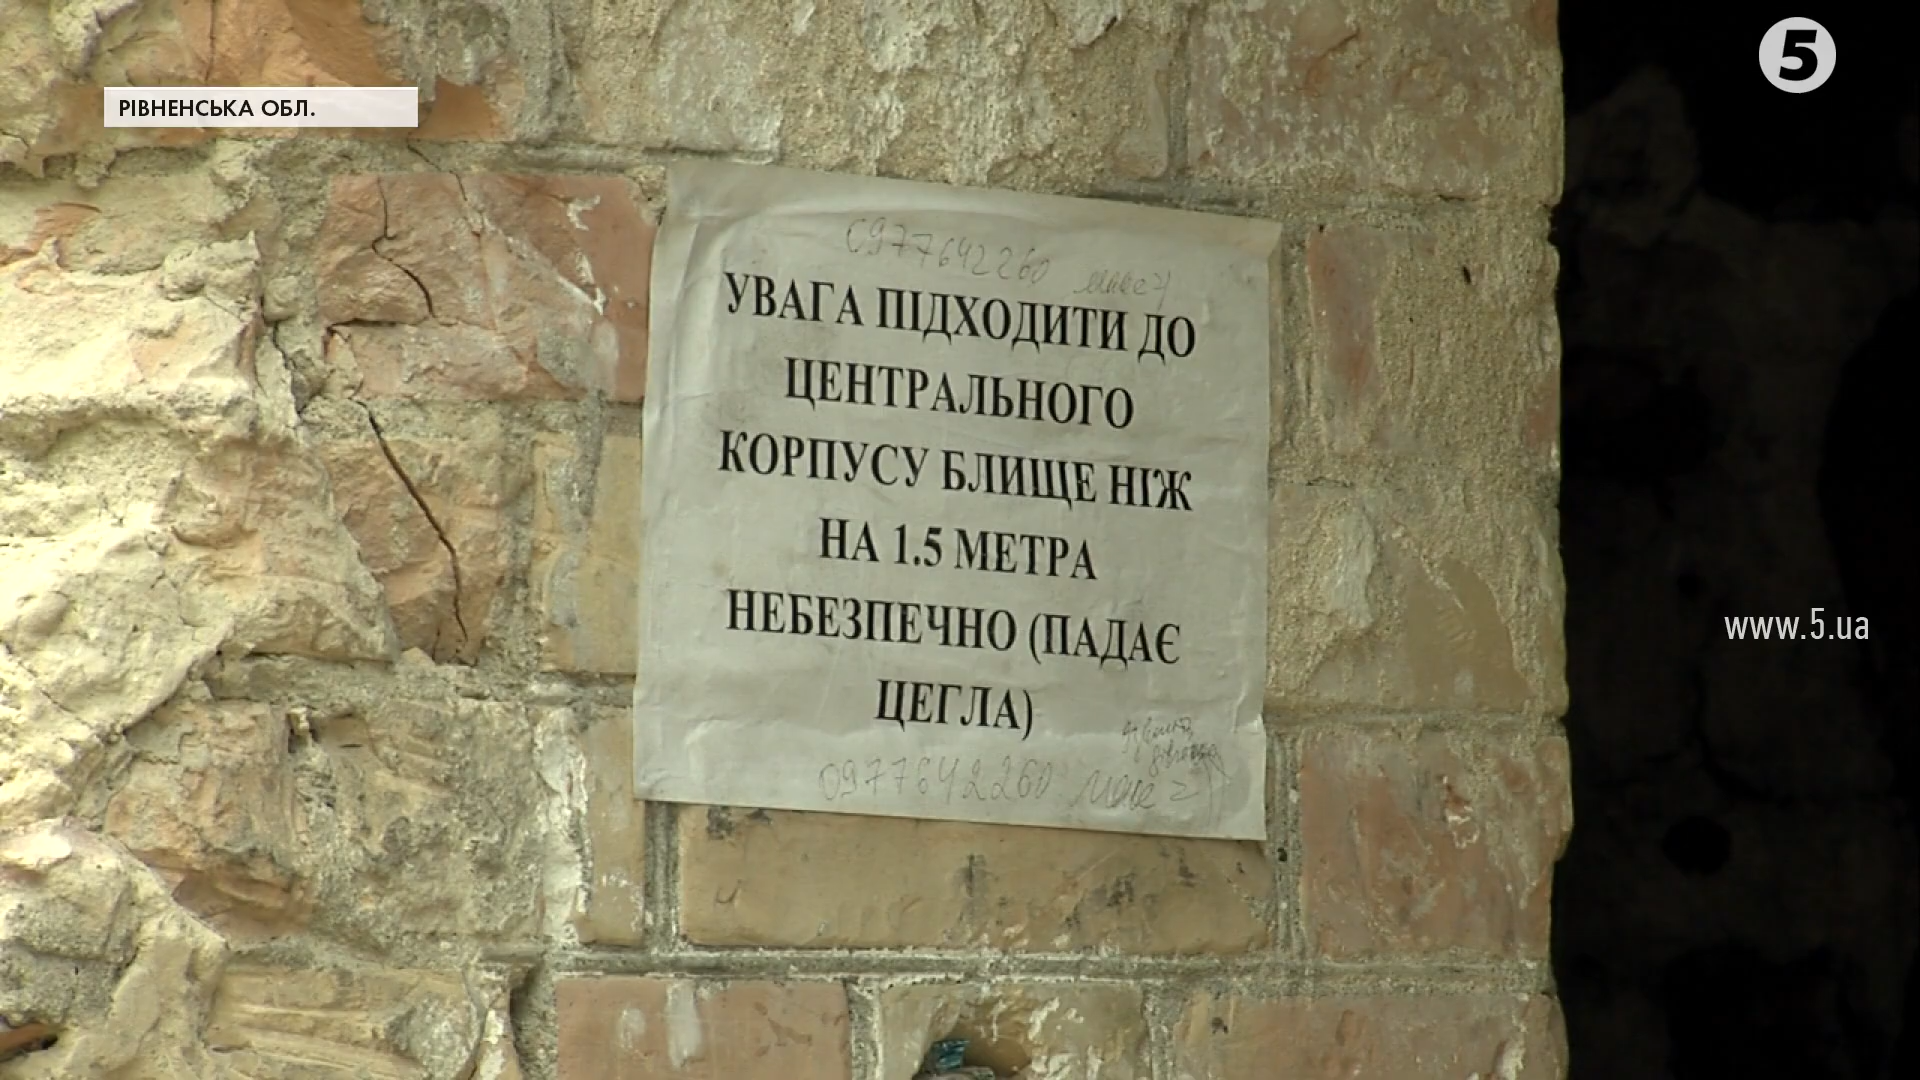 5
РІВНЕНСЬКА ОБЛ.
0977642260
УВАГА ПІДХОДИТИ ДО
ЦЕНТРАЛЬНОГО
КОРПУСУ БЛИЩЕ НІЖ
НА 1.5 МЕТРА
НЕБЕЗПЕЧНО (ПАДАЄ
ЦЕГЛА)
0977642260
www.5.ua